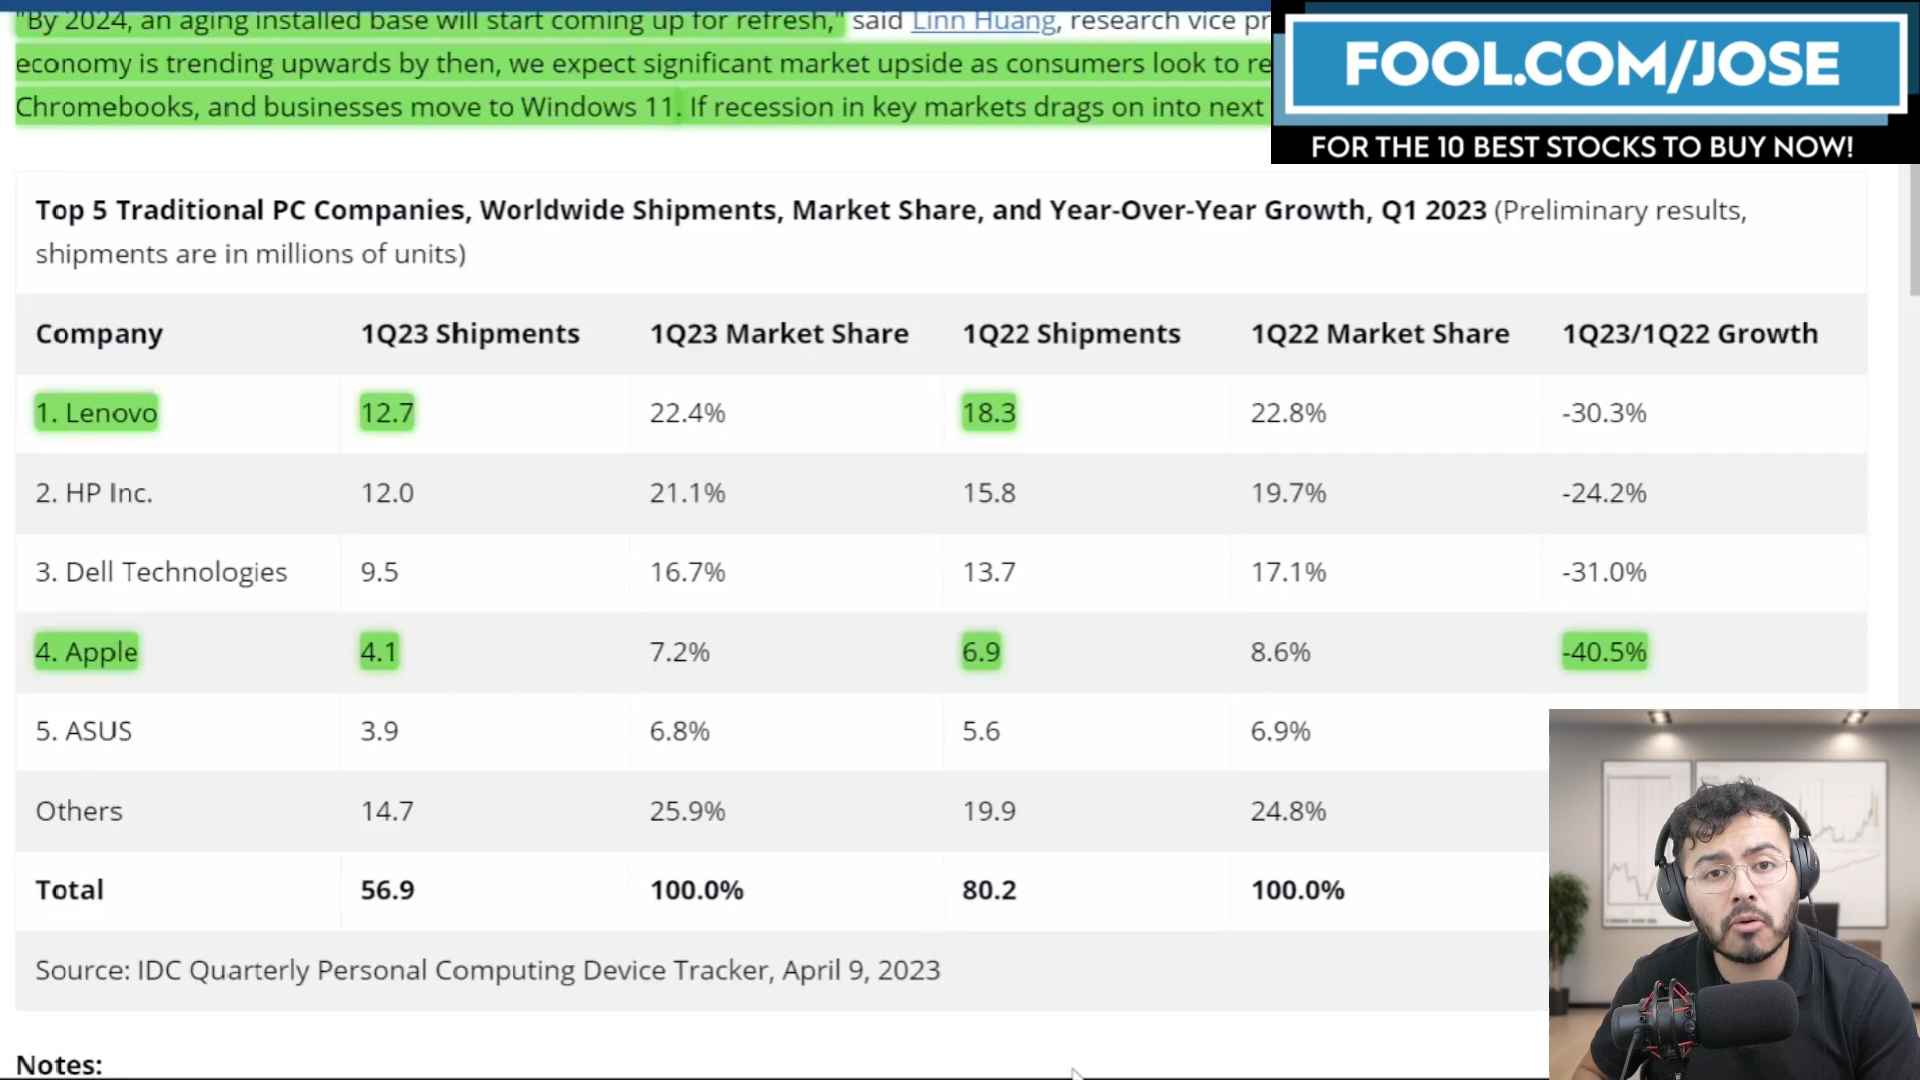 "By 2024, an aging installed base will start coming up for refresh," said Linn Huang, research vice
economy is trending upwards by then, we expect significant market upside as consumers look to
Chromebooks, and businesses move to Windows 11. If recession in key markets drags on into next
FOOL.COM/JOSE
FOR THE 10 BEST STOCKS TO BUY NOW!
Top 5 Traditional PC Companies, Worldwide Shipments, Market Share, and Year-Over-Year Growth, Q1 2023 (Preliminary results,
shipments are in millions of units)
Company 1Q23 Shipments 1Q23 Market Share 1Q22 Shipments 1Q22 Market Share 1Q23/1Q22 Growth
1. Lenovo 12.7 22.4% 18.3 22.8% -30.3%
2. HP Inc. 12.0 21.1% 15.8 19.7% -24.2%
3. Dell Technologies 9.5 16.7% 13.7 17.1% -31.0%
4. Apple 4.1 7.2% 6.9 8.6% -40.5%
5. ASUS 3.9 6.8% 5.6 6.9%
Others 14.7 25.9% 19.9 24.8%
Total 56.9 100.0% 80.2 100.0%
Source: IDC Quarterly Personal Computing Device Tracker, April 9, 2023
Notes: